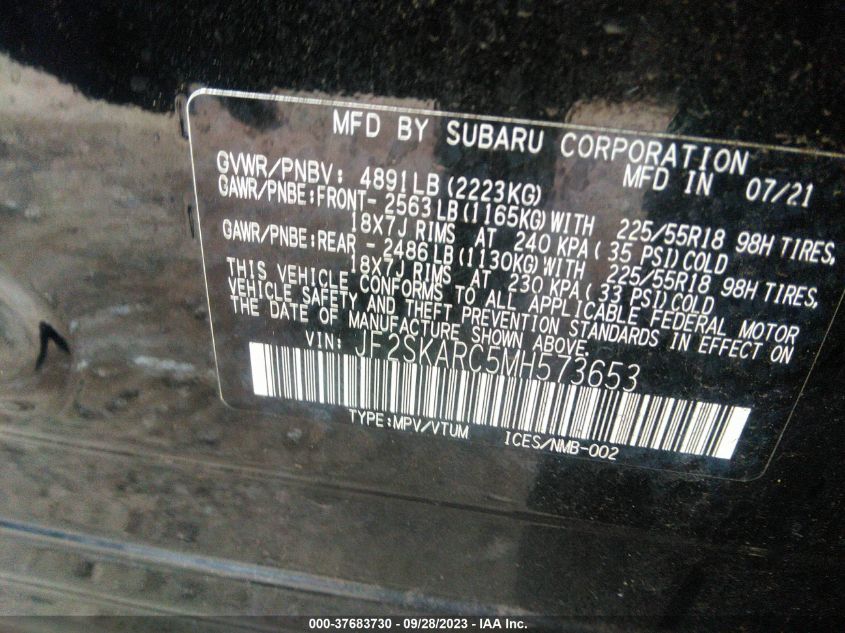 MFD BY SUBARU CORPORATION
GVWR/PNBV: 4891LB (2223KG) MFD IN 07/21
GAWR/PNBE:FRONT- 2563 LB (1165KG) WITH 225/55R18 98H TIRES,
18X7J RIMS AT 240 KPA ( 35 PSI) COLD
GAWR/PNBE:REAR - 2486 LB (1130KG) WITH 225/55R18 98H TIRES,
18X7J RIMS AT 230 KPA ( 33 PSI) COLD
THIS VEHICLE CONFORMS TO ALL APPLICABLE FEDERAL MOTOR
VEHICLE SAFETY AND THEFT PREVENTION STANDARDS IN EFFECT ON
THE DATE OF MANUFACTURE SHOWN ABOVE.
VIN: JF2SKARC5MH573653
TYPE:MPV/VTUM ICES/NMB-002
000-37683730 / 09/28/2023 - IAA Inc.